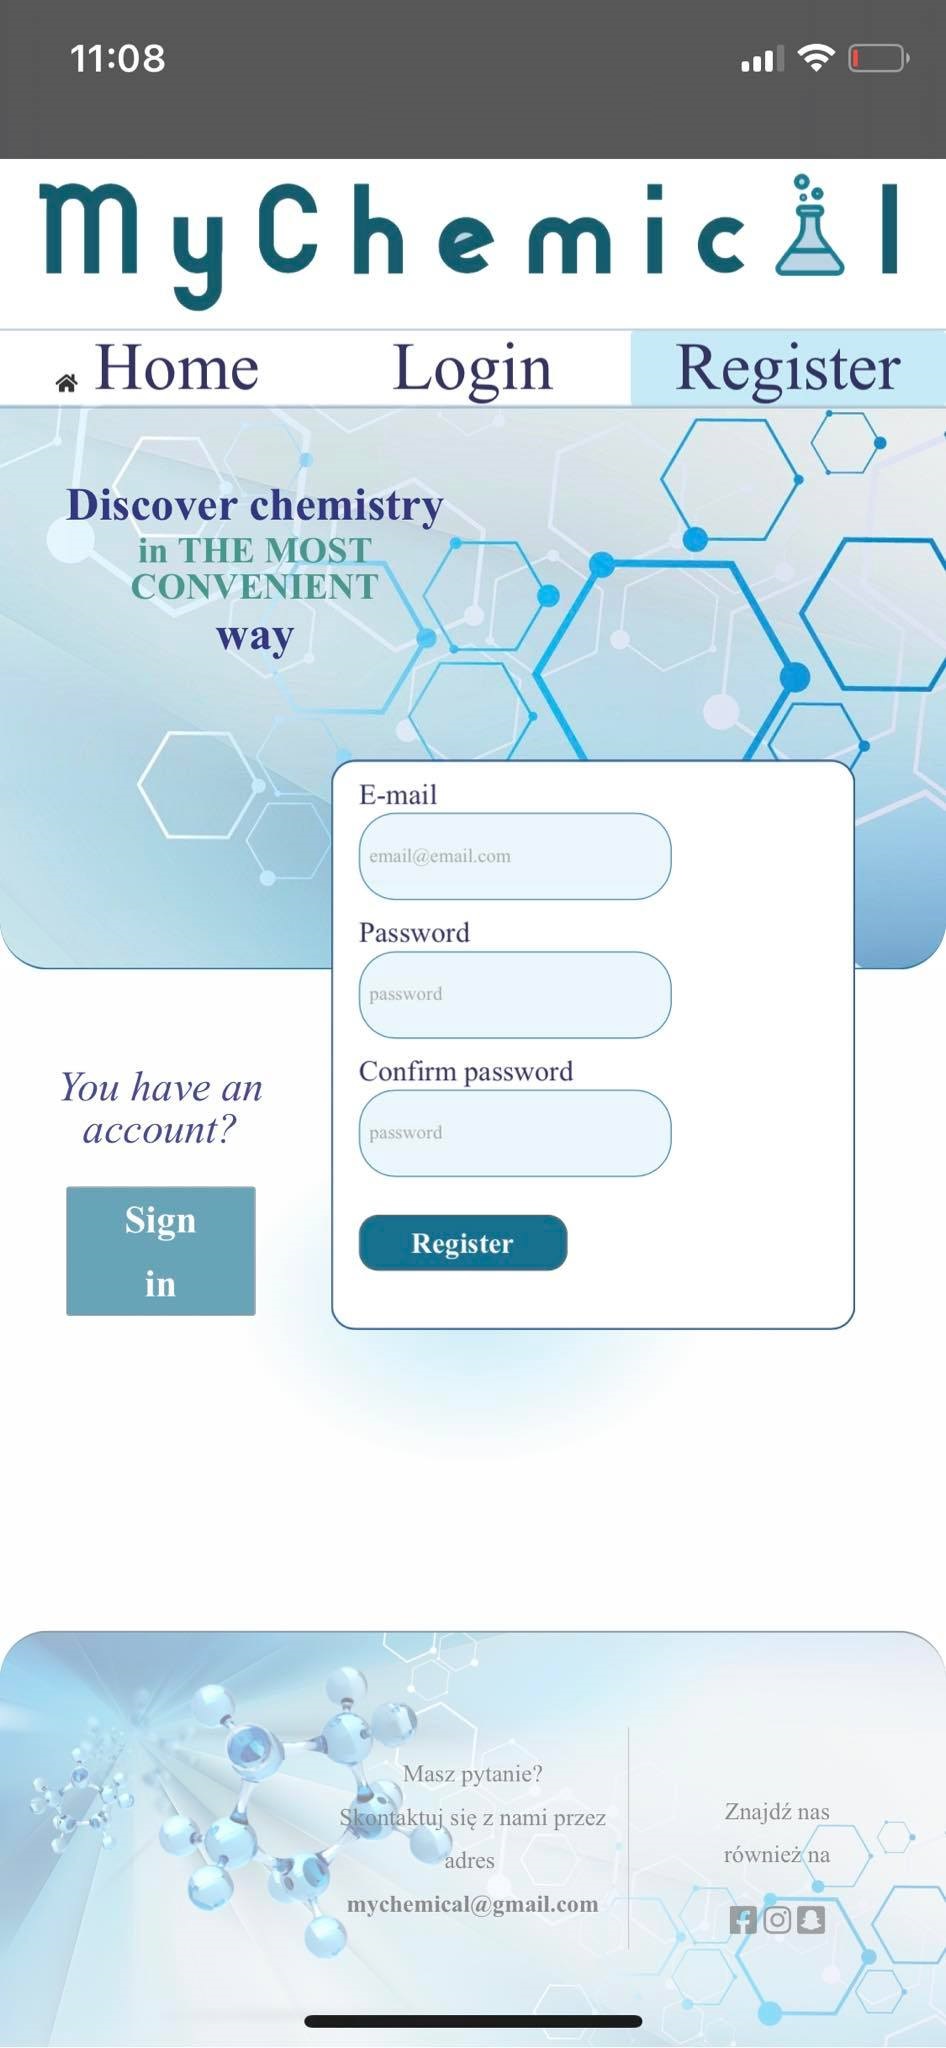 11:08
MyChemical
Home Login Register
Discover chemistry
in THE MOST
CONVENIENT
way
E-mail
email@email.com
Password
password
Confirm password
password
Register
You have an
account?
Sign
in
Masz pytanie?
Skontaktuj się z nami przez
adres
mychemical@gmail.com
Znajdź nas
również na